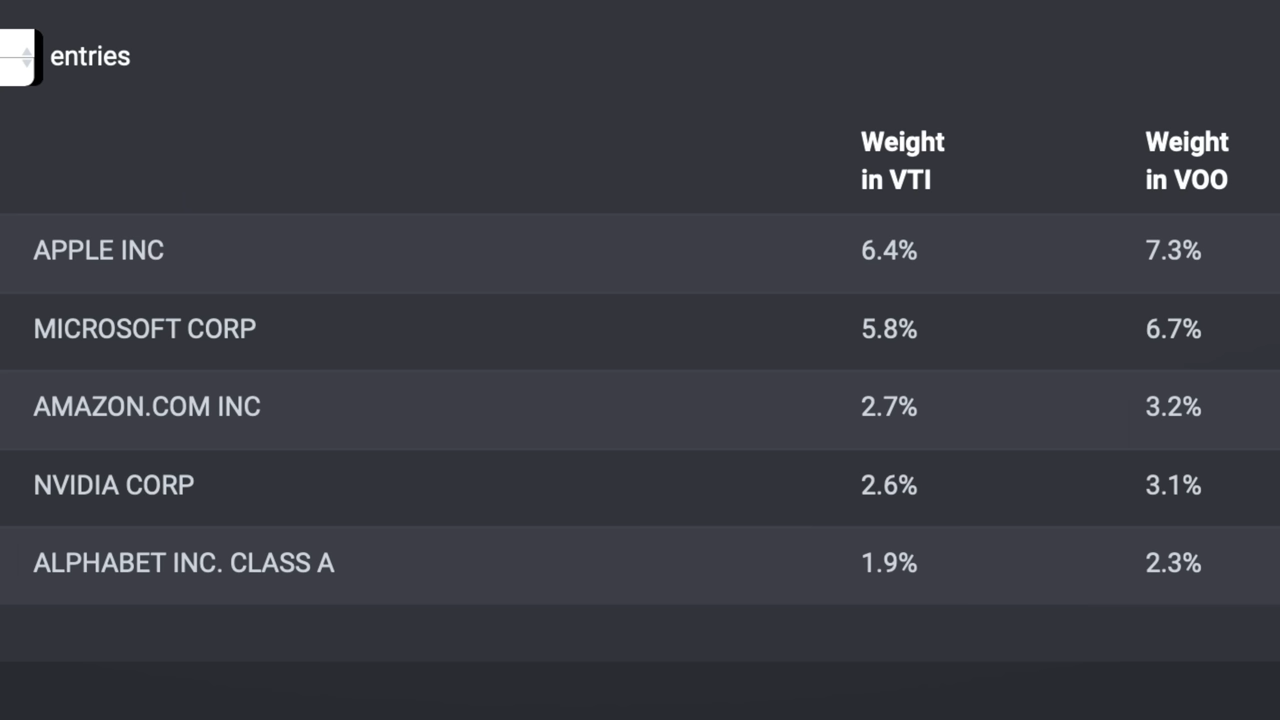 entries
Weight Weight
in VTI in VOO
APPLE INC 6.4% 7.3%
MICROSOFT CORP 5.8% 6.7%
AMAZON.COM INC 2.7% 3.2%
NVIDIA CORP 2.6% 3.1%
ALPHABET INC. CLASS A 1.9% 2.3%